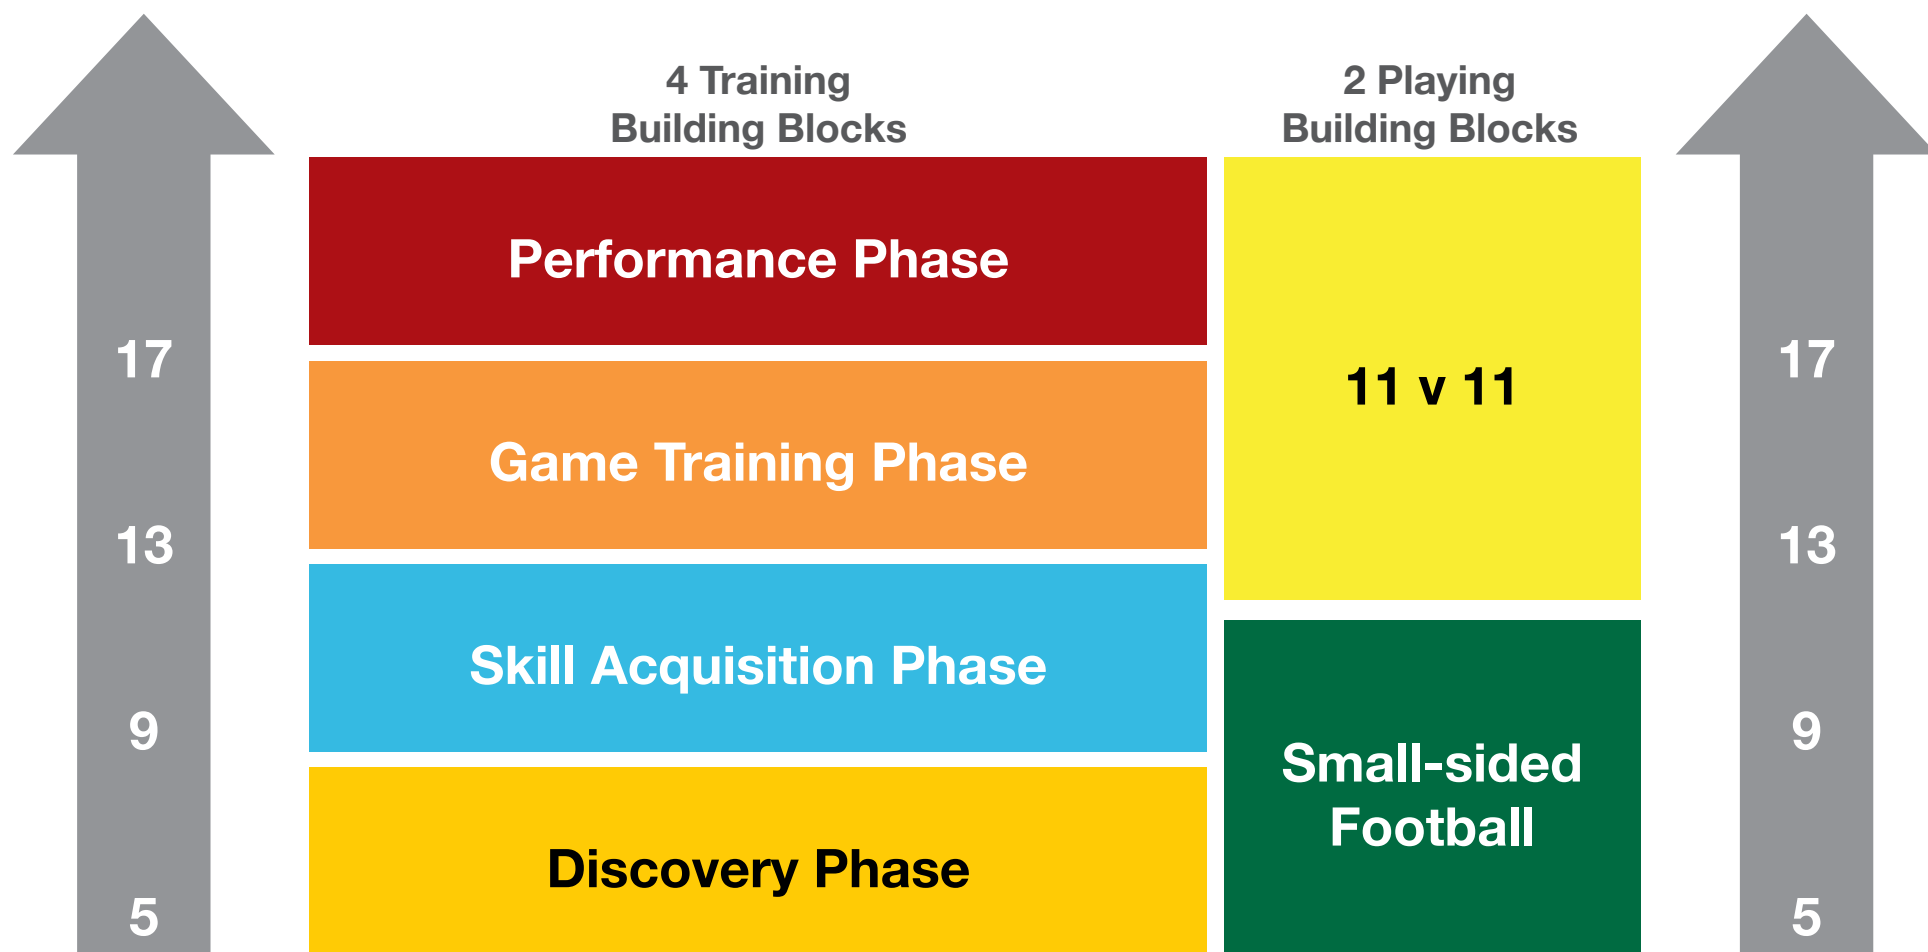 4 Training
Building Blocks
2 Playing
Building Blocks
Performance Phase
17
11 v 11
17
Game Training Phase
13
13
Skill Acquisition Phase
9
9
Small-sided
Football
Discovery Phase
5
5